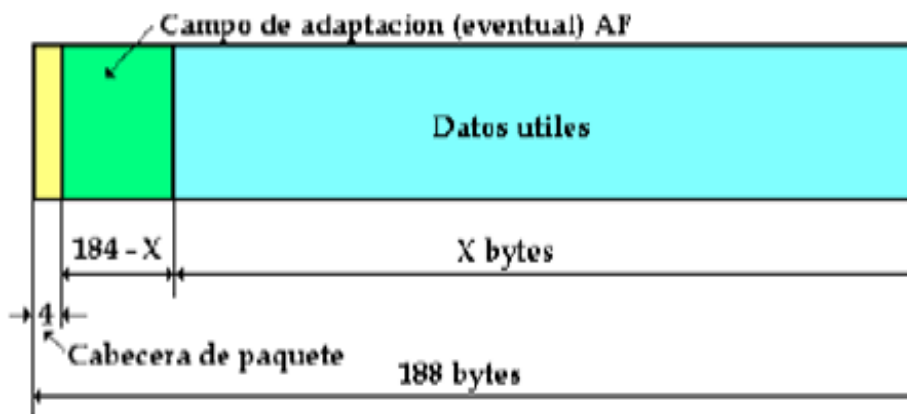 Campo de adaptacion (eventual) AF
Datos utiles
184 - X
X bytes
4
Cabecera de paquete
188 bytes